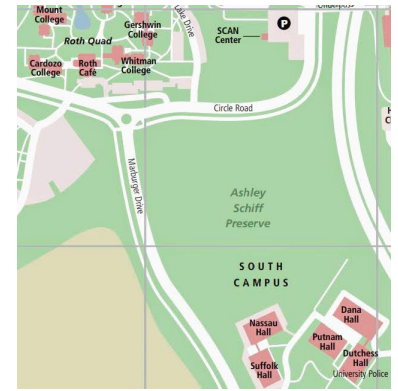 Mount
College
Gershwin
College
Lake Drive
SCAN
Center
P
Roth Quad
Cardozo
College
Roth
Café
Whitman
College
Circle Road
Marburger Drive
Ashley
Schiff
Preserve
SOUTH
CAMPUS
Nassau
Hall
Suffolk
Hall
Dana
Hall
Putnam
Hall
Dutchess
Hall
University Police